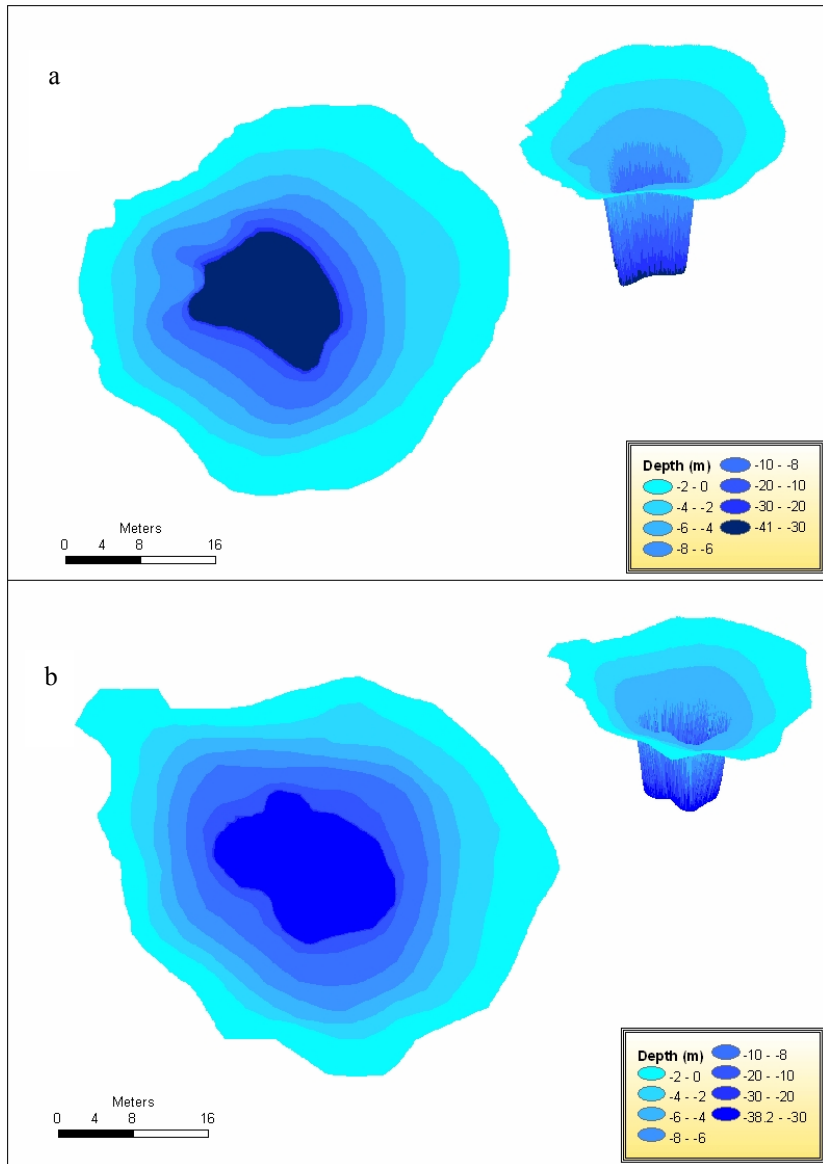 a
Meters
0 4 8 16
Depth (m)
-2 - 0
-4 - -2
-6 - -4
-8 - -6
-10 - -8
-20 - -10
-30 - -20
-41 - -30
b
Meters
0 4 8 16
Depth (m)
-2 - 0
-4 - -2
-6 - -4
-8 - -6
-10 - -8
-20 - -10
-30 - -20
-38.2 - -30